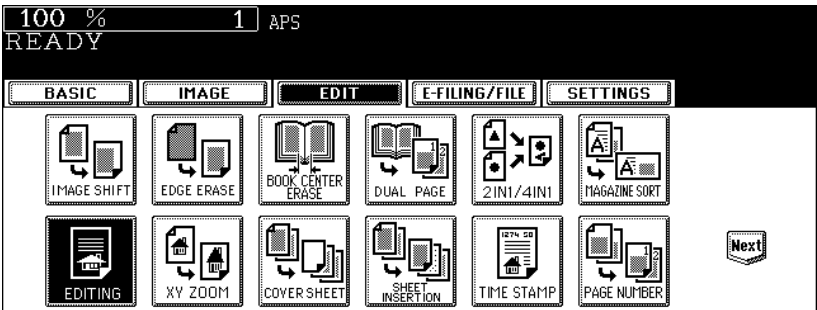 100 % 1 APS
READY
BASIC IMAGE EDIT E-FILING/FILE SETTINGS
IMAGE SHIFT EDGE ERASE BOOK CENTER ERASE DUAL PAGE 2IN1/4IN1 MAGAZINE SORT
Next
EDITING XY ZOOM COVER SHEET SHEET INSERTION TIME STAMP PAGE NUMBER